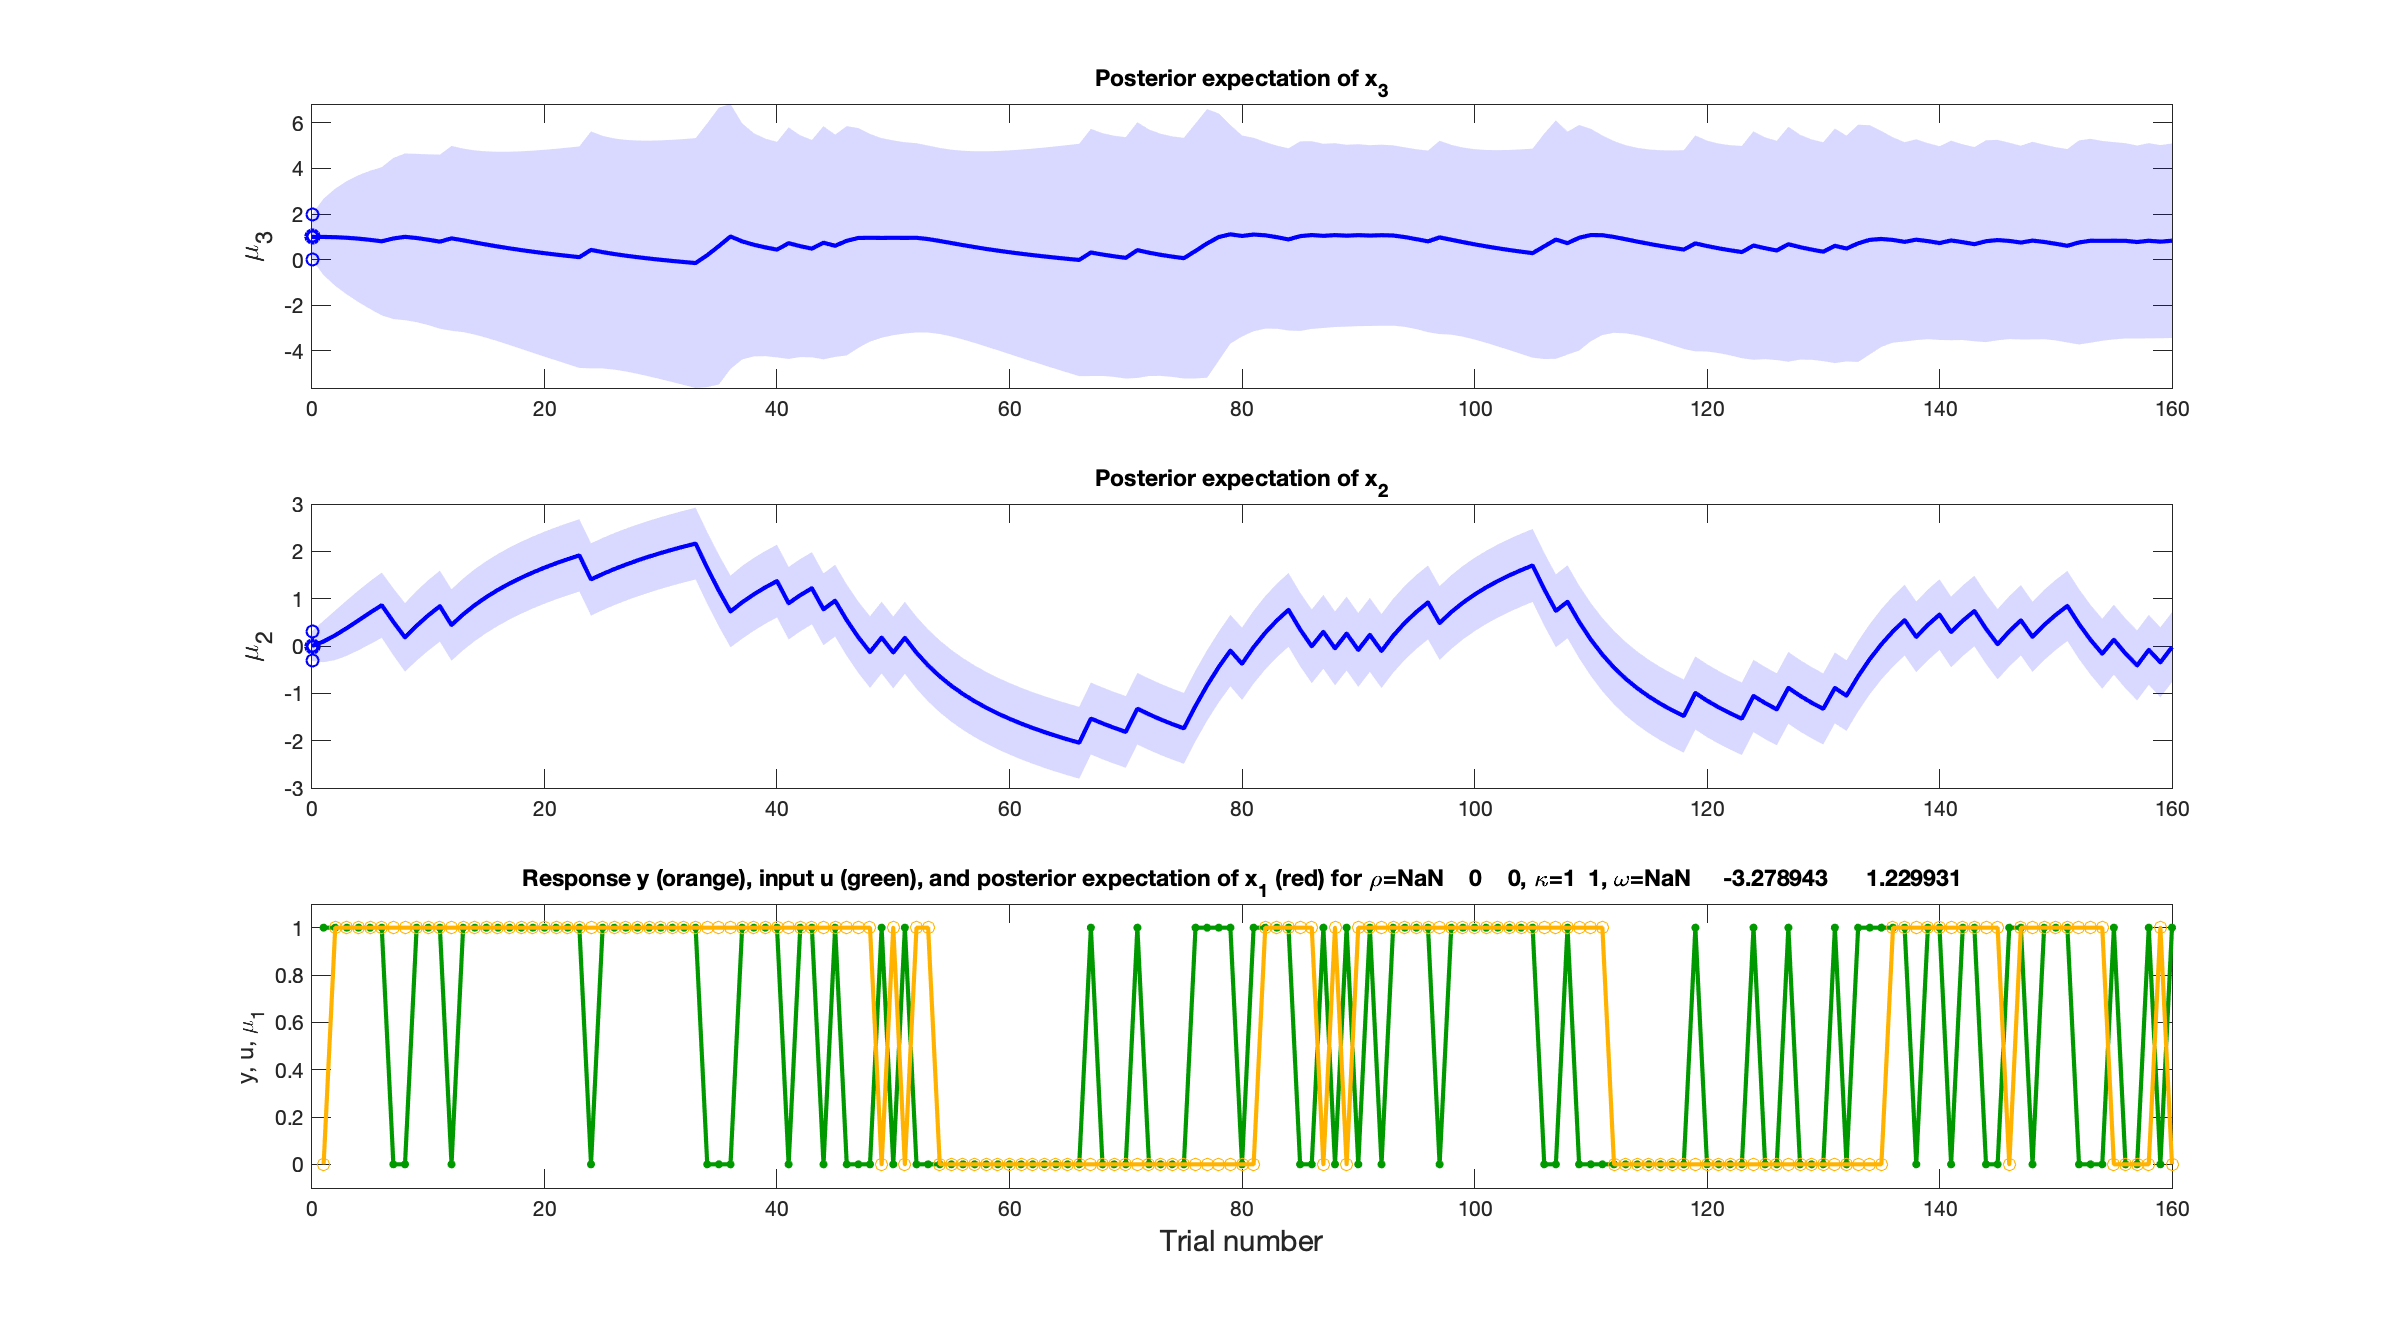 Posterior expectation of x3
6
4
2
0
-2
-4
μ3
0 20 40 60 80 100 120 140 160
Posterior expectation of x2
3
2
1
0
-1
-2
-3
μ2
0 20 40 60 80 100 120 140 160
Response y (orange), input u (green), and posterior expectation of x1 (red) for ρ=NaN 0 0, κ=1 1, ω=NaN -3.278943 1.229931
1
0.8
0.6
0.4
0.2
0
y, u, μ1
0 20 40 60 80 100 120 140 160
Trial number